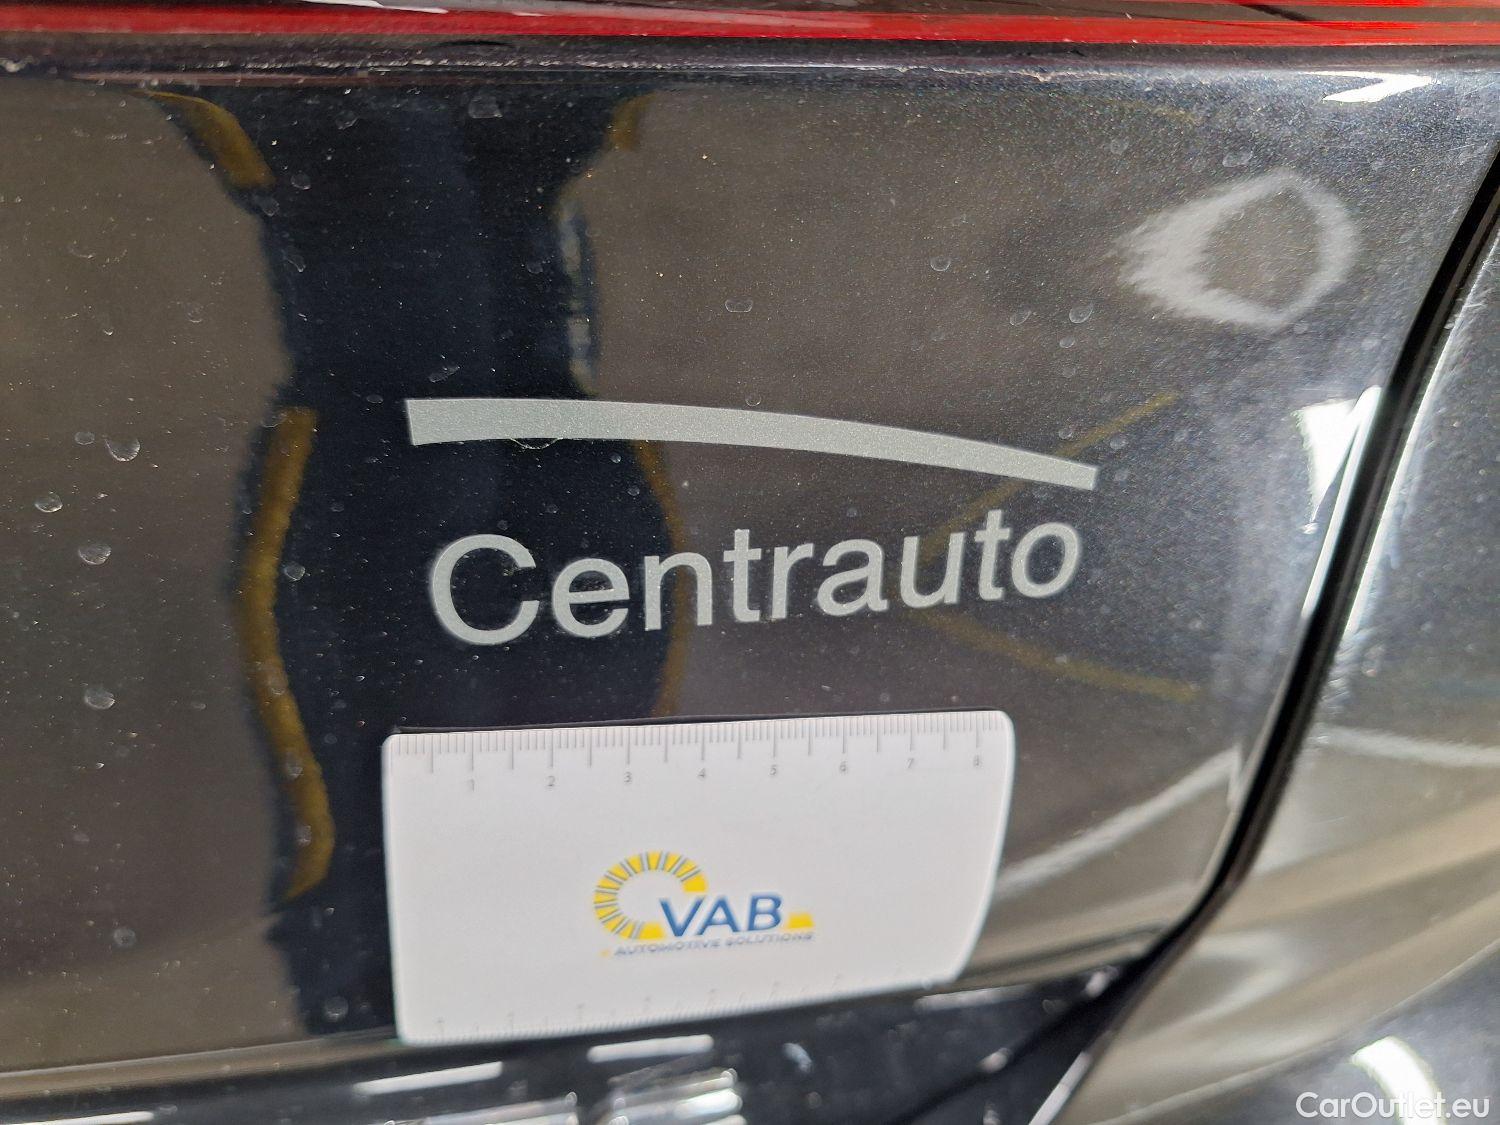 Centrauto
1 2 3 4 5 6 7 8
VAB
AUTOMOTIVE SOLUTIONS
CarOutlet.eu